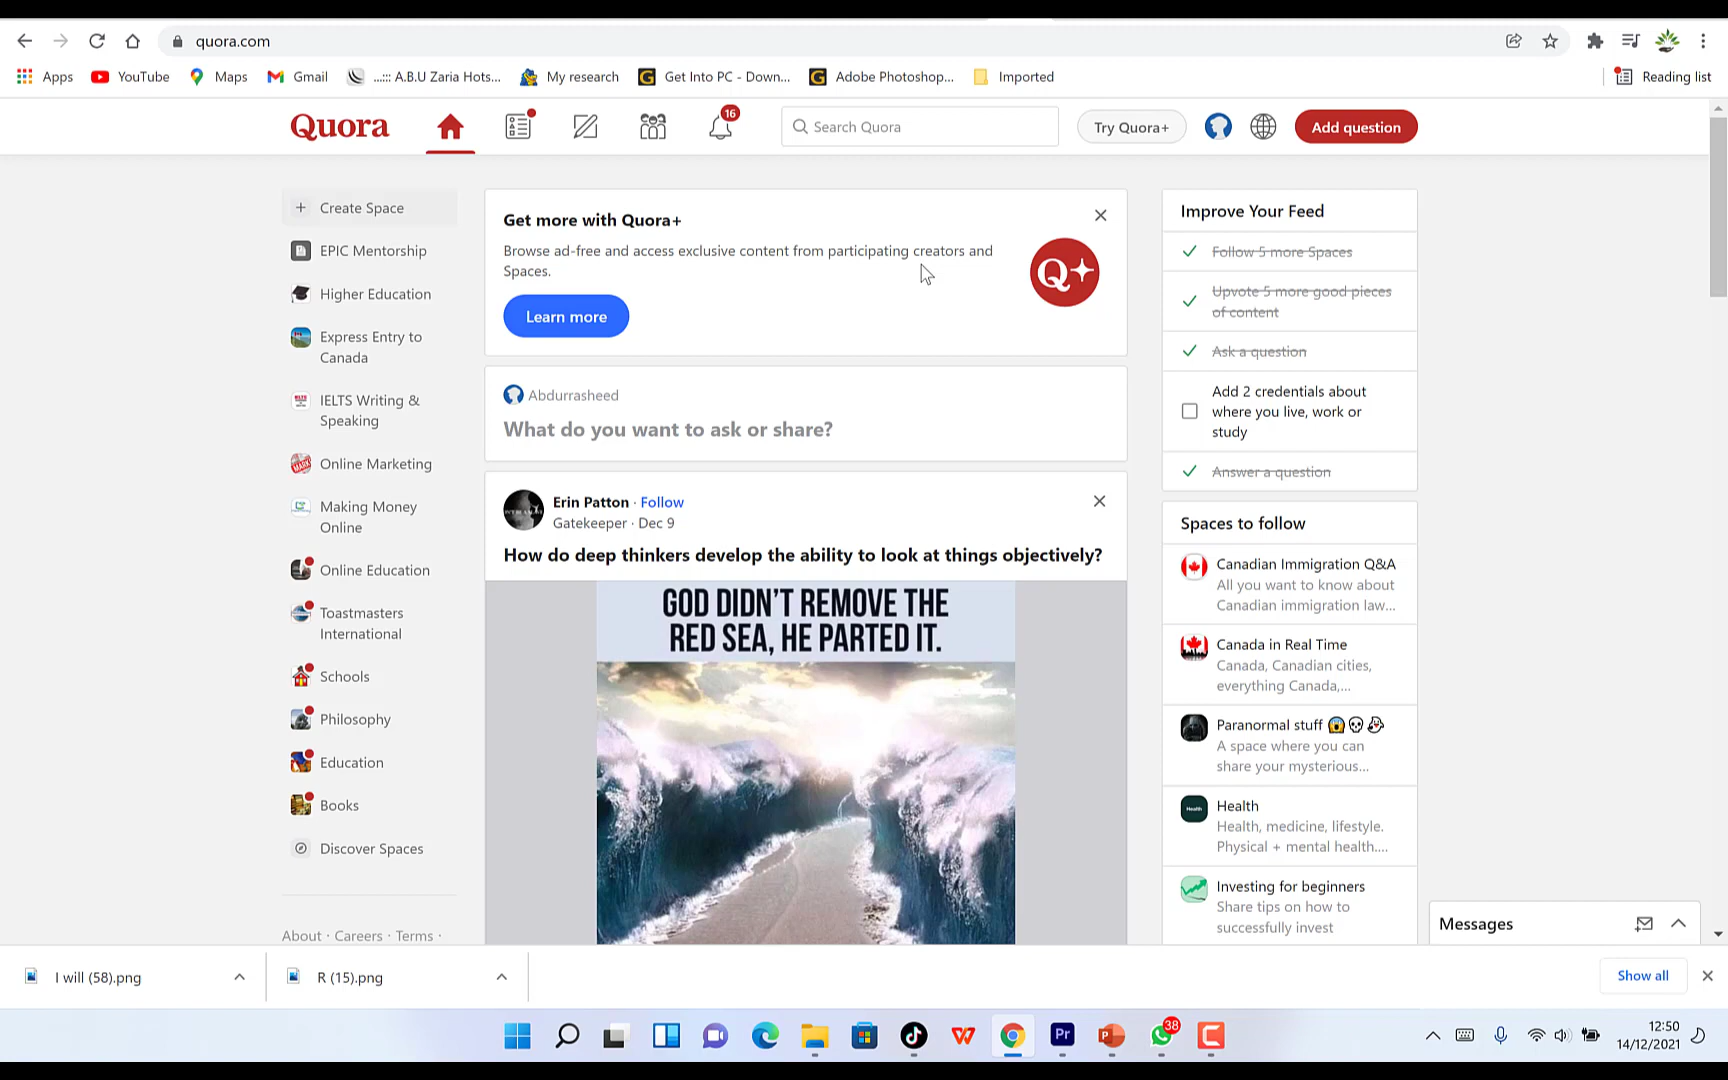 quora.com
Apps
YouTube
Maps
Gmail
...::: A.B.U Zaria Hots...
My research
Get Into PC - Down...
Adobe Photoshop...
Imported
Reading list
Quora
16
Search Quora
Try Quora+
Add question
Create Space
EPIC Mentorship
Higher Education
Express Entry to
Canada
IELTS Writing &
Speaking
Online Marketing
Making Money
Online
Online Education
Toastmasters
International
Schools
Philosophy
Education
Books
Discover Spaces
About · Careers · Terms ·
Get more with Quora+
Browse ad-free and access exclusive content from participating creators and
Spaces.
Learn more
Q+
Abdurrasheed
What do you want to ask or share?
Erin Patton · Follow
Gatekeeper · Dec 9
How do deep thinkers develop the ability to look at things objectively?
GOD DIDN'T REMOVE THE
RED SEA, HE PARTED IT.
Improve Your Feed
Follow 5 more Spaces
Upvote 5 more good pieces
of content
Ask a question
Add 2 credentials about
where you live, work or
study
Answer a question
Spaces to follow
Canadian Immigration Q&A
All you want to know about
Canadian immigration law...
Canada in Real Time
Canada, Canadian cities,
everything Canada,...
Paranormal stuff 😱💀👻
A space where you can
share your mysterious...
Health
Health, medicine, lifestyle.
Physical + mental health....
Investing for beginners
Share tips on how to
successfully invest
Messages
I will (58).png
R (15).png
Show all
Pr
38
12:50
14/12/2021